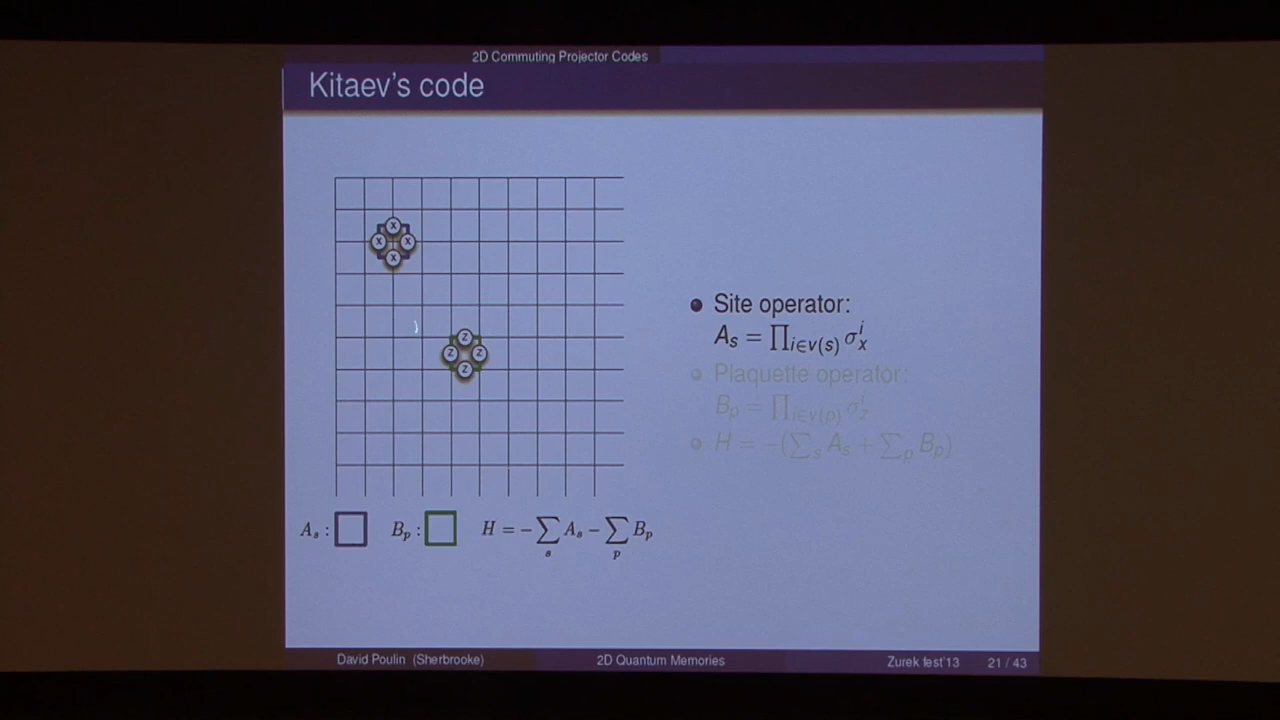 2D Commuting Projector Codes
Kitaev's code
X
X X
X
Z
Z Z
Z
● Site operator:
A_s = ∏_{i∈v(s)} σ_x^i
● Plaquette operator:
B_p = ∏_{i∈v(p)} σ_z^i
● H = −(∑_s A_s + ∑_p B_p)
A_s : B_p : H = −∑_s A_s − ∑_p B_p
David Poulin (Sherbrooke) 2D Quantum Memories Zurek fest'13 21 / 43